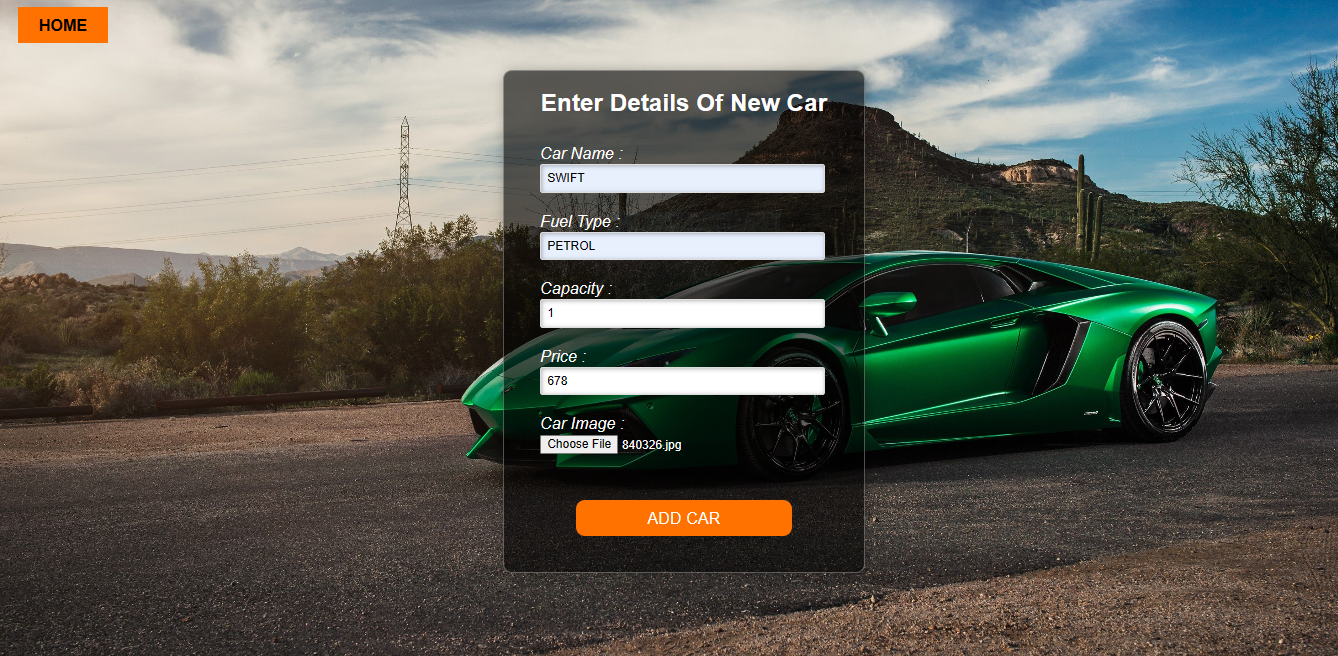 HOME
Enter Details Of New Car
Car Name :
SWIFT
Fuel Type :
PETROL
Capacity :
1
Price :
678
Car Image :
Choose File 840326.jpg
ADD CAR